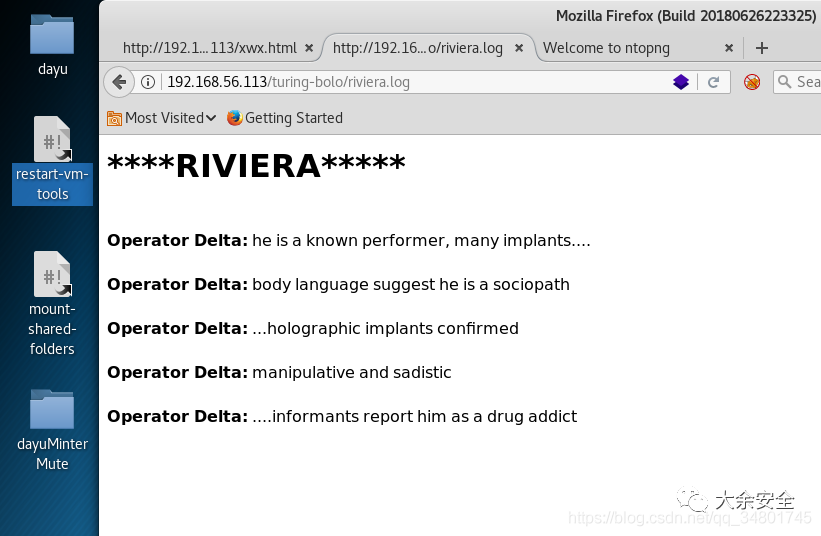 Mozilla Firefox (Build 20180626223325)
http://192.1...113/xwx.html
http://192.16...o/riviera.log
Welcome to ntopng
192.168.56.113/turing-bolo/riviera.log
Sea
Most Visited
Getting Started
dayu
#!
restart-vm-
tools
#!
mount-
shared-
folders
dayuMinter
Mute
****RIVIERA*****
Operator Delta: he is a known performer, many implants....
Operator Delta: body language suggest he is a sociopath
Operator Delta: ...holographic implants confirmed
Operator Delta: manipulative and sadistic
Operator Delta: ....informants report him as a drug addict
大余安全
https://blog.csdn.net/qq_34801745